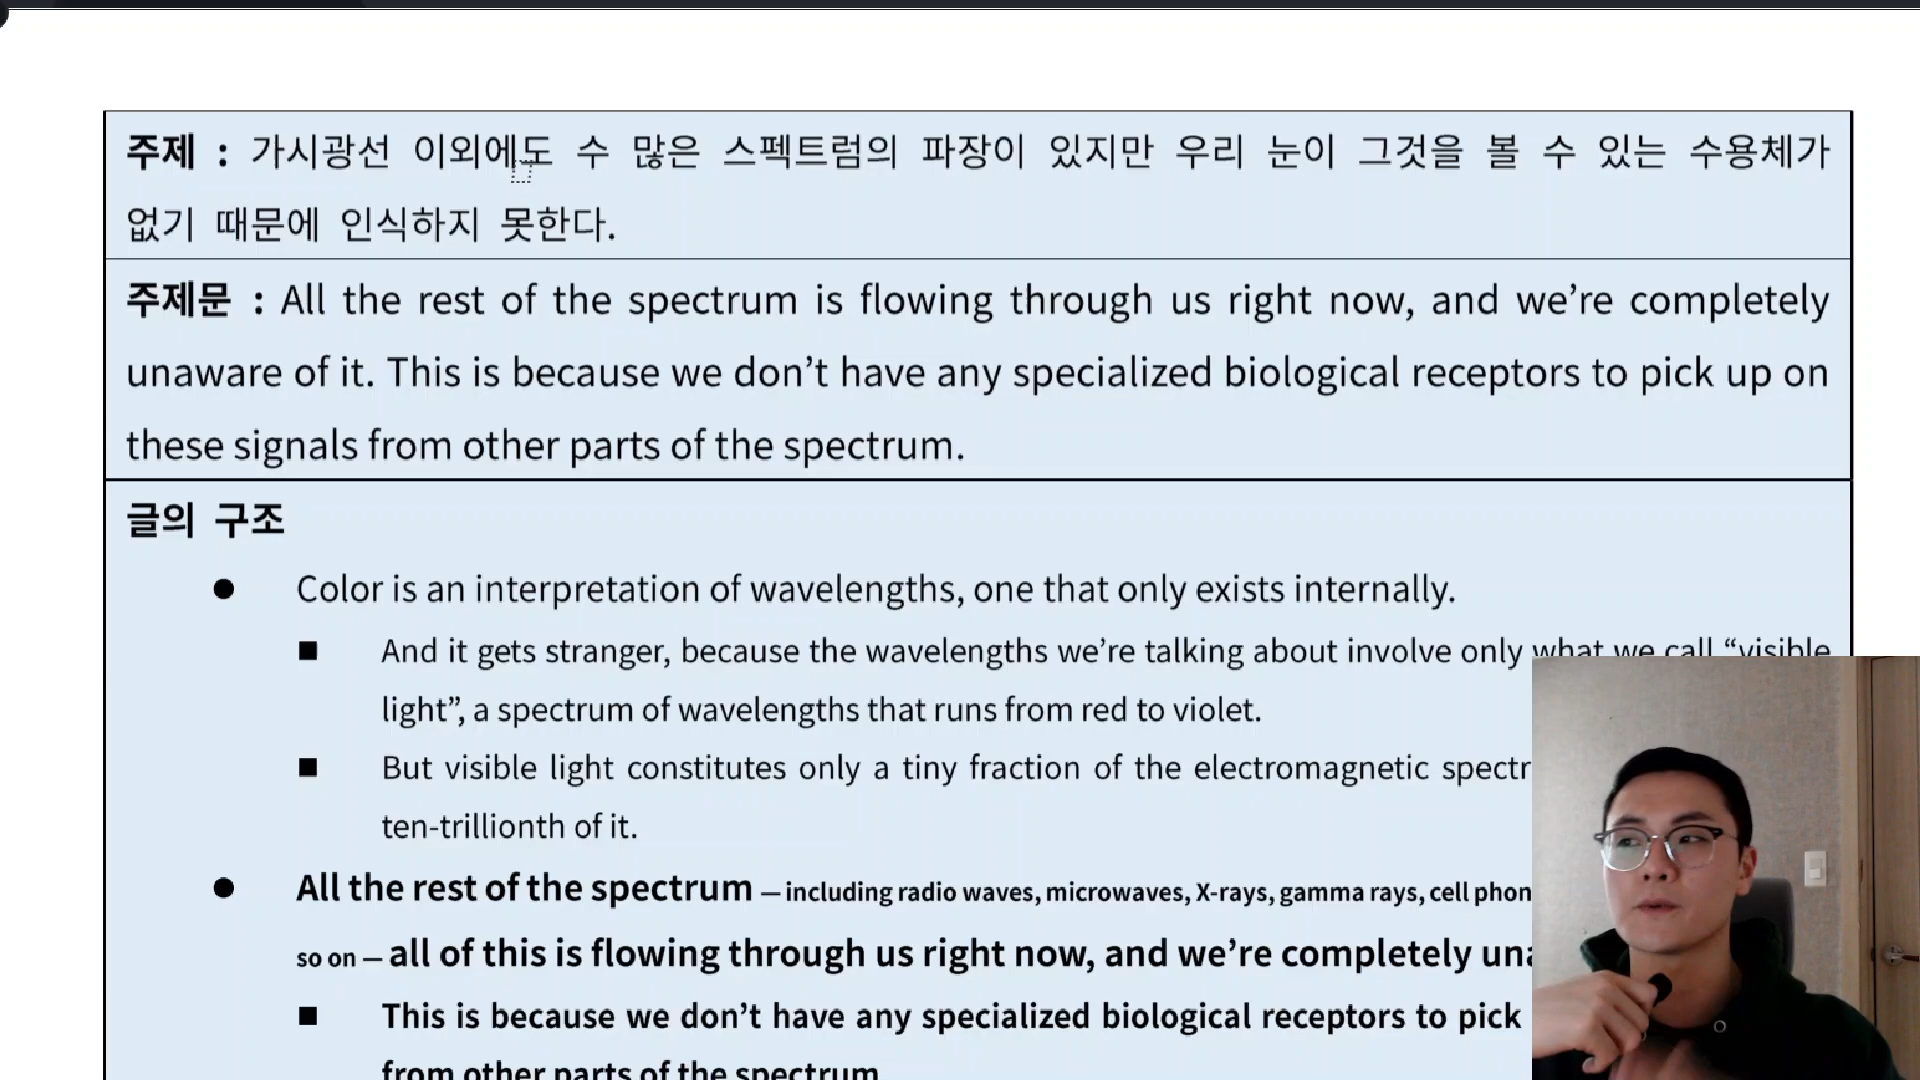 주제 : 가시광선 이외에도 수 많은 스펙트럼의 파장이 있지만 우리 눈이 그것을 볼 수 있는 수용체가
없기 때문에 인식하지 못한다.
주제문 : All the rest of the spectrum is flowing through us right now, and we’re completely
unaware of it. This is because we don’t have any specialized biological receptors to pick up on
these signals from other parts of the spectrum.
글의 구조
● Color is an interpretation of wavelengths, one that only exists internally.
■ And it gets stranger, because the wavelengths we’re talking about involve only what we call “visible
light”, a spectrum of wavelengths that runs from red to violet.
■ But visible light constitutes only a tiny fraction of the electromagnetic
ten-trillionth of it.
● All the rest of the spectrum — including radio waves, microwaves, X-rays, gamma rays, cell
so on — all of this is flowing through us right now, and we’re completely
■ This is because we don’t have any specialized biological receptors to pick
from other parts of the spectrum